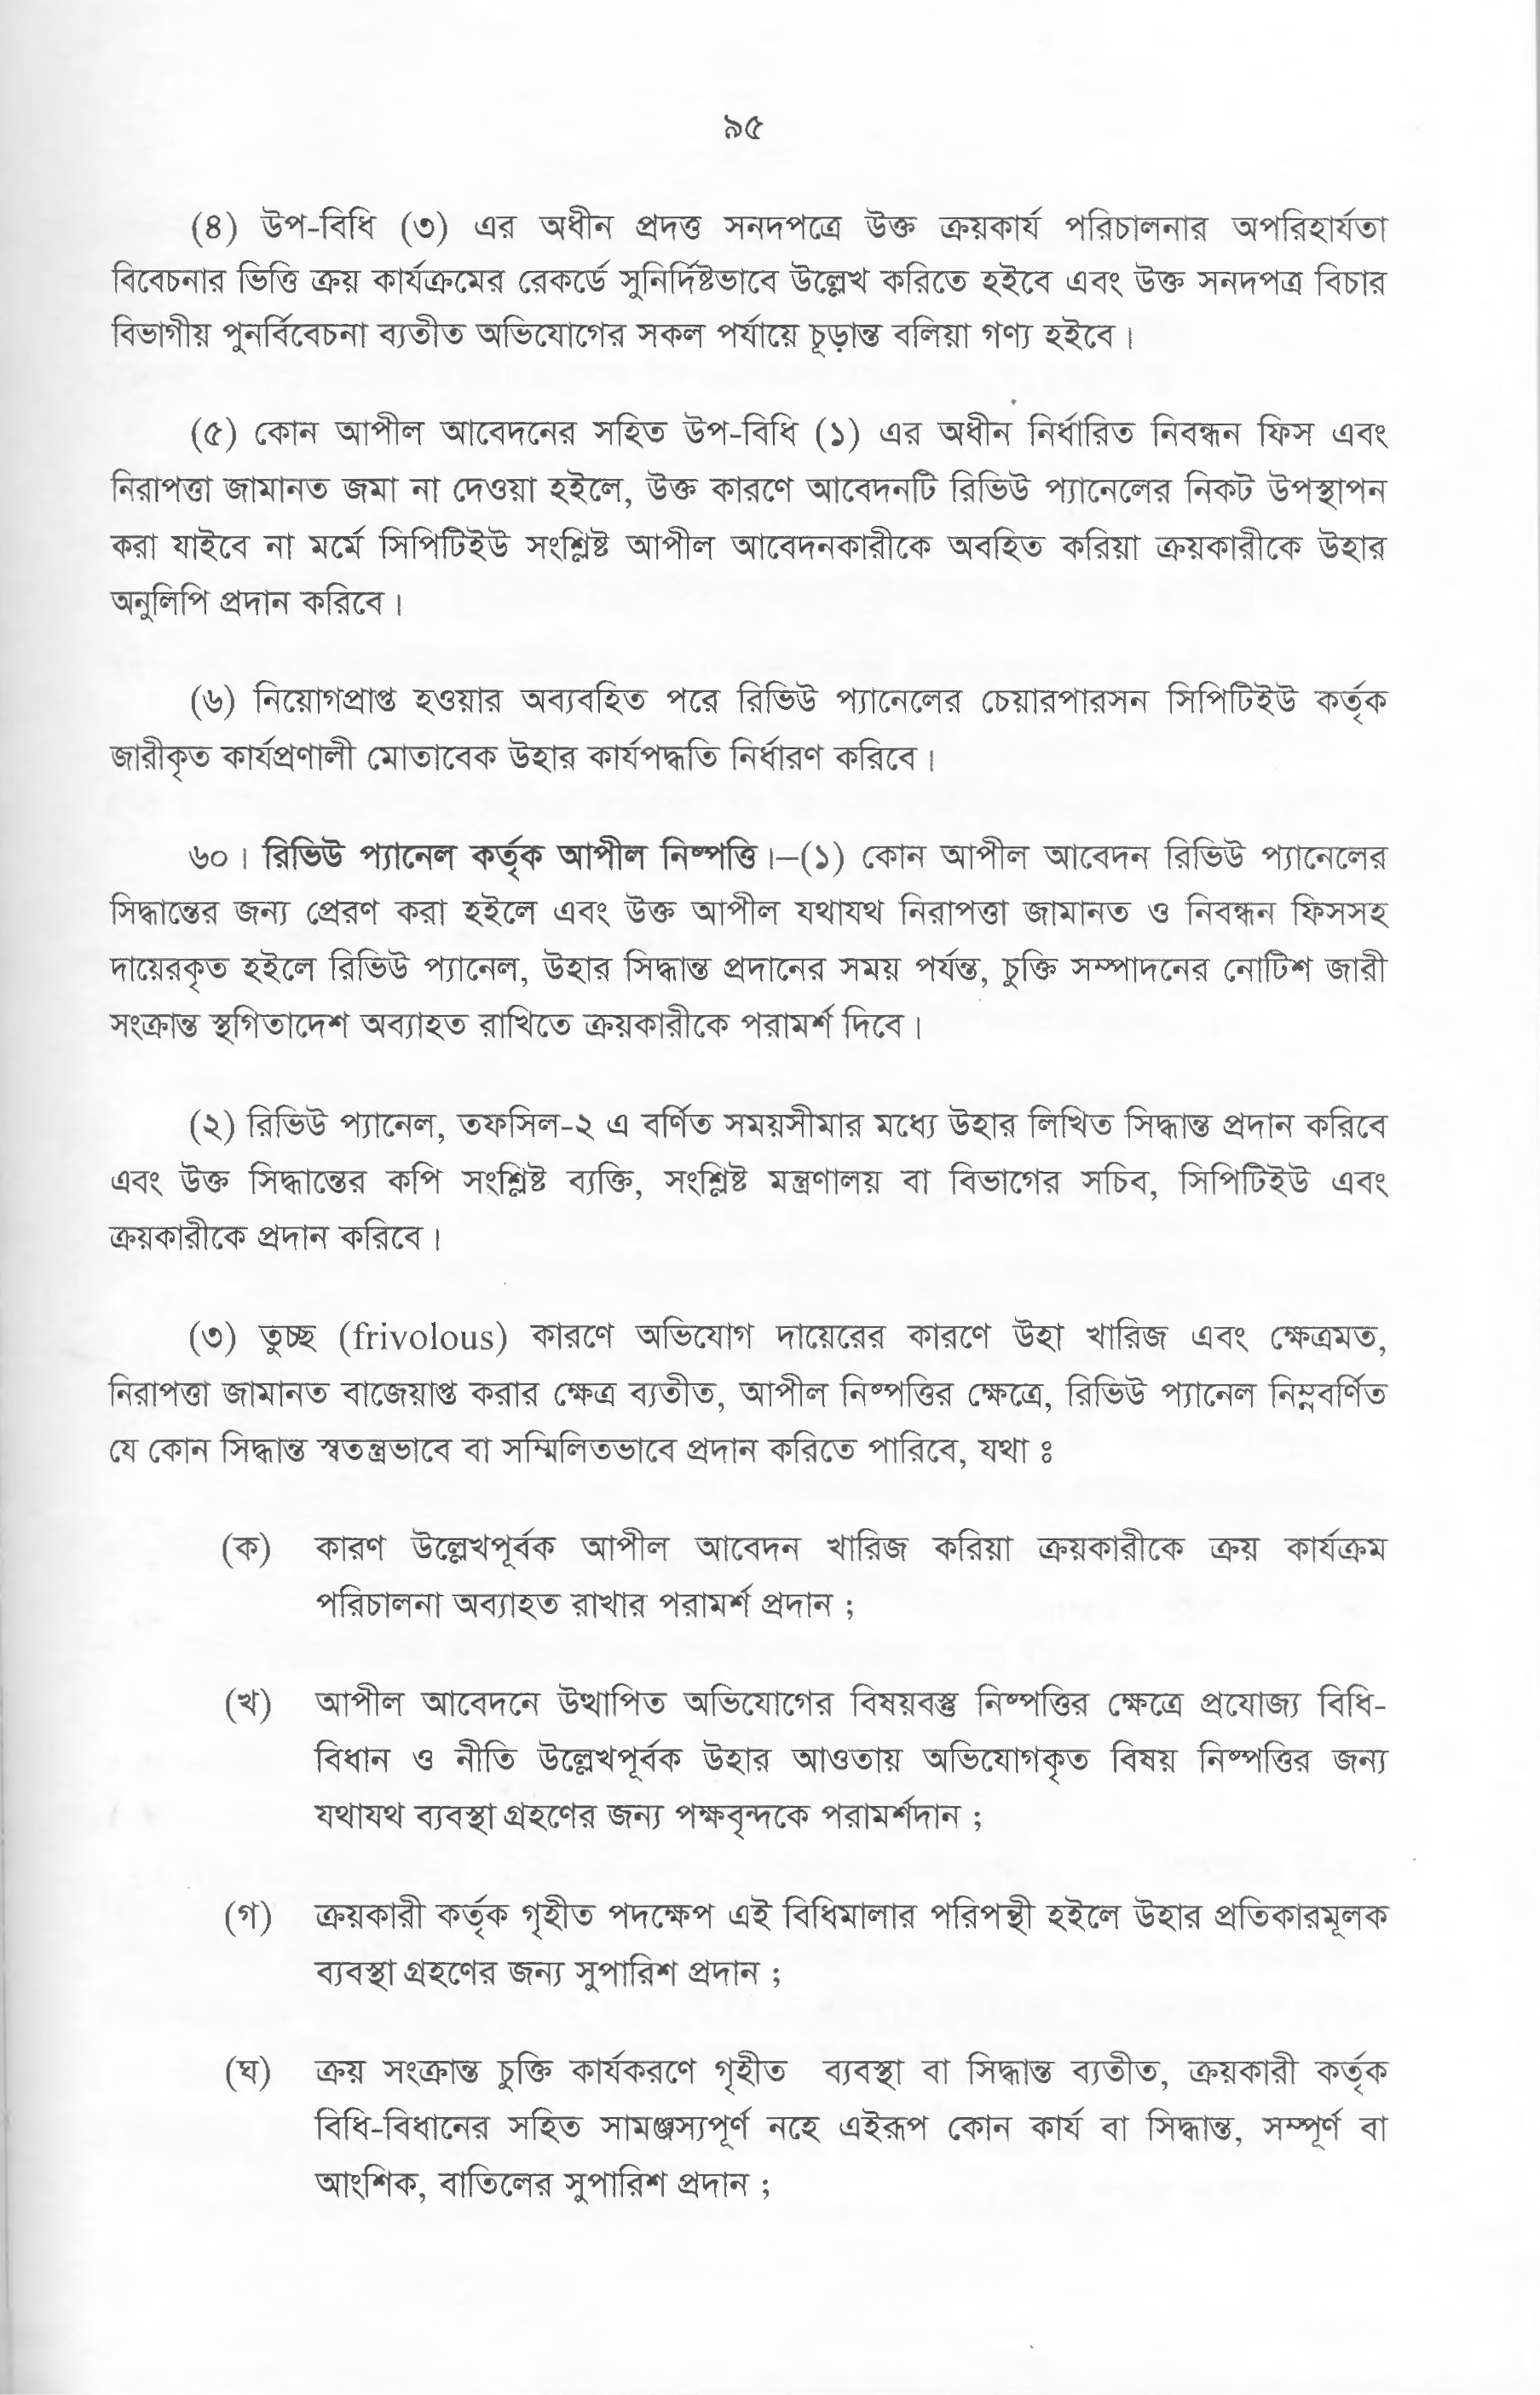 ৯৫
(৪) উপ-বিধি (৩) এর অধীন প্রদত্ত সনদপত্রে উক্ত ক্রয়কার্য পরিচালনার অপরিহার্যতা
বিবেচনার ভিত্তি ক্রয় কার্যক্রমের রেকর্ডে সুনির্দিষ্টভাবে উল্লেখ করিতে হইবে এবং উক্ত সনদপত্র বিচার
বিভাগীয় পুনর্বিবেচনা ব্যতীত অভিযোগের সকল পর্যায়ে চূড়ান্ত বলিয়া গণ্য হইবে।
(৫) কোন আপীল আবেদনের সহিত উপ-বিধি (১) এর অধীন নির্ধারিত নিবন্ধন ফিস এবং
নিরাপত্তা জামানত জমা না দেওয়া হইলে, উক্ত কারণে আবেদনটি রিভিউ প্যানেলের নিকট উপস্থাপন
করা যাইবে না মর্মে সিপিটিইউ সংশ্লিষ্ট আপীল আবেদনকারীকে অবহিত করিয়া ক্রয়কারীকে উহার
অনুলিপি প্রদান করিবে।
(৬) নিয়োগপ্রাপ্ত হওয়ার অব্যবহিত পরে রিভিউ প্যানেলের চেয়ারপারসন সিপিটিইউ কর্তৃক
জারীকৃত কার্যপ্রণালী মোতাবেক উহার কার্যপদ্ধতি নির্ধারণ করিবে।
৬০। রিভিউ প্যানেল কর্তৃক আপীল নিষ্পত্তি।–(১) কোন আপীল আবেদন রিভিউ প্যানেলের
সিদ্ধান্তের জন্য প্রেরণ করা হইলে এবং উক্ত আপীল যথাযথ নিরাপত্তা জামানত ও নিবন্ধন ফিসসহ
দায়েরকৃত হইলে রিভিউ প্যানেল, উহার সিদ্ধান্ত প্রদানের সময় পর্যন্ত, চুক্তি সম্পাদনের নোটিশ জারী
সংক্রান্ত স্থগিতাদেশ অব্যাহত রাখিতে ক্রয়কারীকে পরামর্শ দিবে।
(২) রিভিউ প্যানেল, তফসিল-২ এ বর্ণিত সময়সীমার মধ্যে উহার লিখিত সিদ্ধান্ত প্রদান করিবে
এবং উক্ত সিদ্ধান্তের কপি সংশ্লিষ্ট ব্যক্তি, সংশ্লিষ্ট মন্ত্রণালয় বা বিভাগের সচিব, সিপিটিইউ এবং
ক্রয়কারীকে প্রদান করিবে।
(৩) তুচ্ছ (frivolous) কারণে অভিযোগ দায়েরের কারণে উহা খারিজ এবং ক্ষেত্রমত,
নিরাপত্তা জামানত বাজেয়াপ্ত করার ক্ষেত্র ব্যতীত, আপীল নিষ্পত্তির ক্ষেত্রে, রিভিউ প্যানেল নিম্নবর্ণিত
যে কোন সিদ্ধান্ত স্বতন্ত্রভাবে বা সম্মিলিতভাবে প্রদান করিতে পারিবে, যথা ঃ
(ক) কারণ উল্লেখপূর্বক আপীল আবেদন খারিজ করিয়া ক্রয়কারীকে ক্রয় কার্যক্রম
পরিচালনা অব্যাহত রাখার পরামর্শ প্রদান ;
(খ) আপীল আবেদনে উত্থাপিত অভিযোগের বিষয়বস্তু নিষ্পত্তির ক্ষেত্রে প্রযোজ্য বিধি-
বিধান ও নীতি উল্লেখপূর্বক উহার আওতায় অভিযোগকৃত বিষয় নিষ্পত্তির জন্য
যথাযথ ব্যবস্থা গ্রহণের জন্য পক্ষবৃন্দকে পরামর্শদান ;
(গ) ক্রয়কারী কর্তৃক গৃহীত পদক্ষেপ এই বিধিমালার পরিপন্থী হইলে উহার প্রতিকারমূলক
ব্যবস্থা গ্রহণের জন্য সুপারিশ প্রদান ;
(ঘ) ক্রয় সংক্রান্ত চুক্তি কার্যকরণে গৃহীত ব্যবস্থা বা সিদ্ধান্ত ব্যতীত, ক্রয়কারী কর্তৃক
বিধি-বিধানের সহিত সামঞ্জস্যপূর্ণ নহে এইরূপ কোন কার্য বা সিদ্ধান্ত, সম্পূর্ণ বা
আংশিক, বাতিলের সুপারিশ প্রদান ;